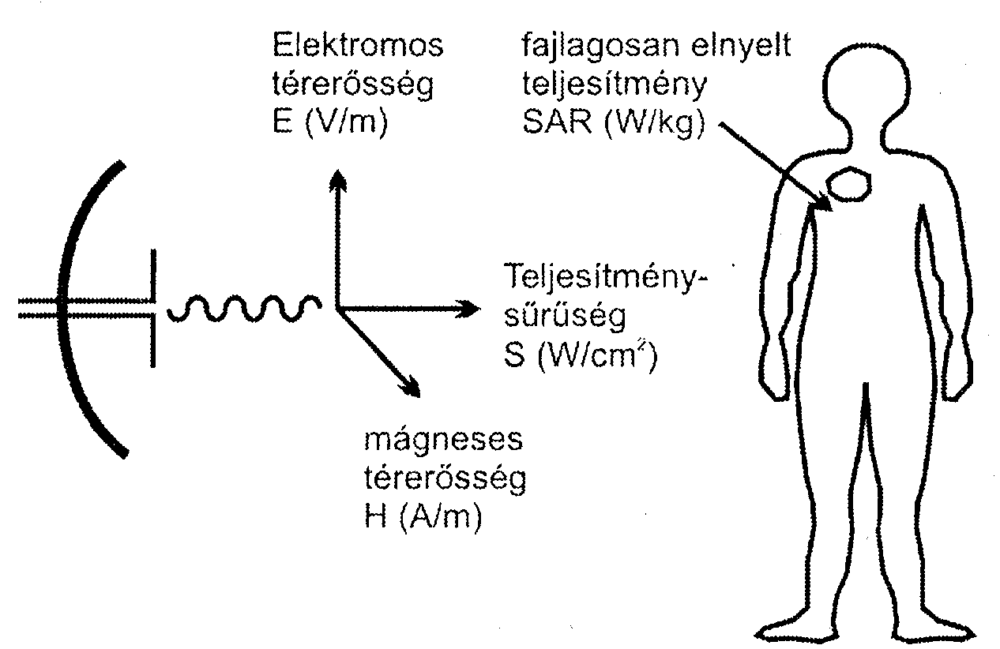 Elektromos
térerősség
E (V/m)
fajlagosan elnyelt
teljesítmény
SAR (W/kg)
Teljesítmény-
sűrűség
S (W/cm²)
mágneses
térerősség
H (A/m)